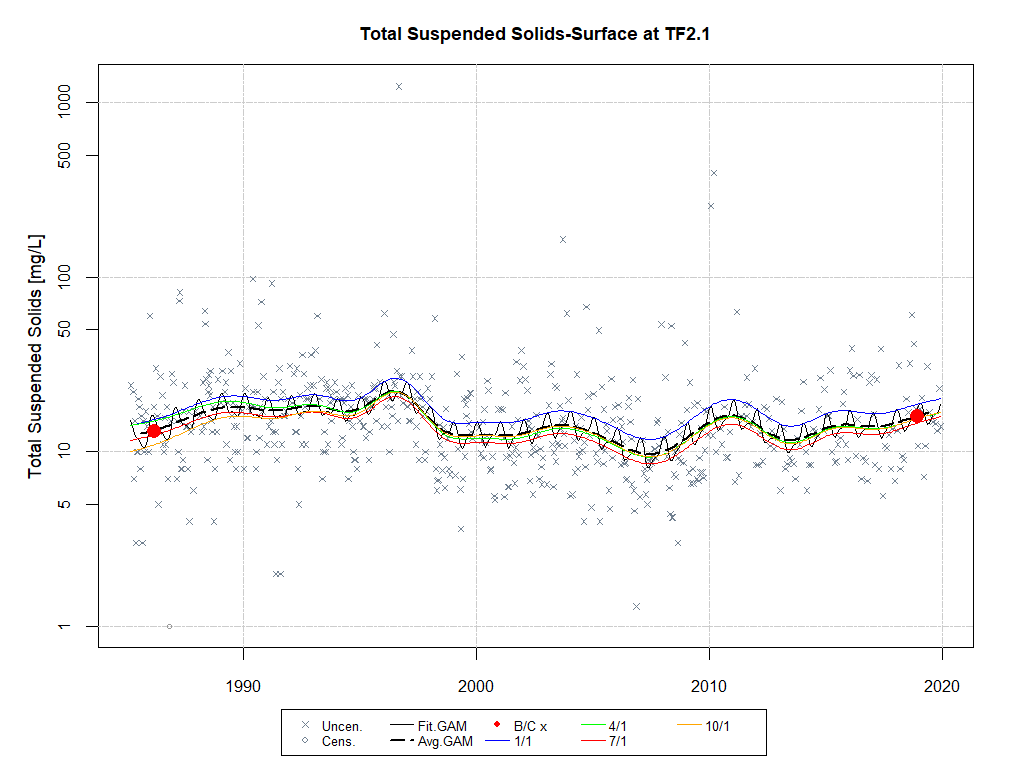 Total Suspended Solids-Surface at TF2.1
Total Suspended Solids [mg/L]
1000
500
100
50
10
5
1
1990 2000 2010 2020
Uncen. Fit.GAM B/C x 4/1 10/1
Cens. Avg.GAM 1/1 7/1